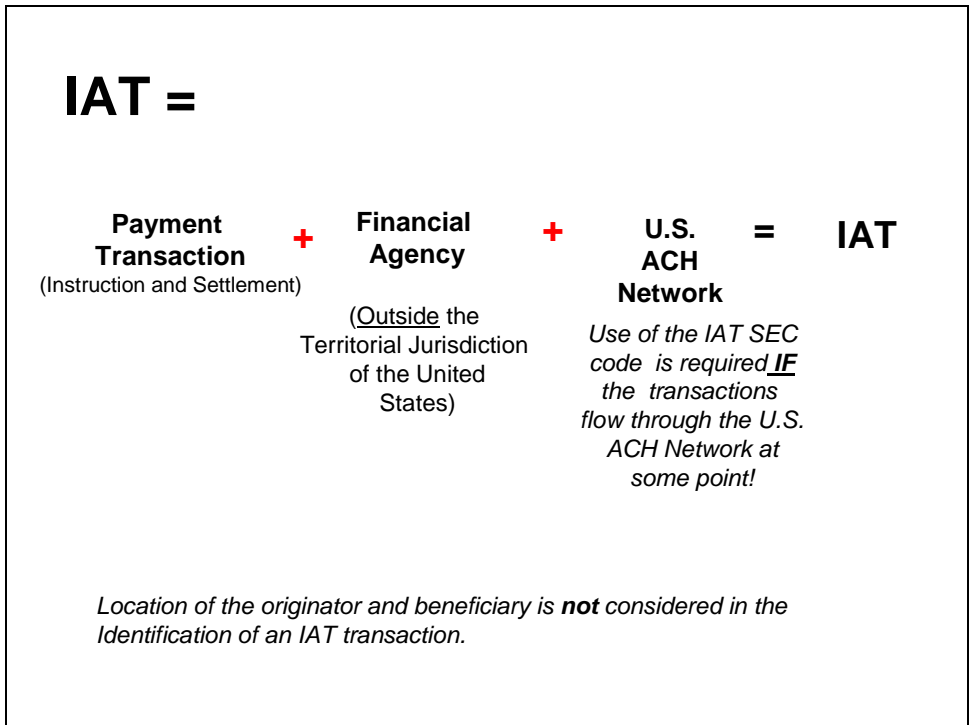 IAT =
Payment
Transaction
(Instruction and Settlement)
+
Financial
Agency
(Outside the
Territorial Jurisdiction
of the United
States)
+
U.S.
ACH
Network
Use of the IAT SEC
code is required IF
the transactions
flow through the U.S.
ACH Network at
some point!
=
IAT
Location of the originator and beneficiary is not considered in the
Identification of an IAT transaction.